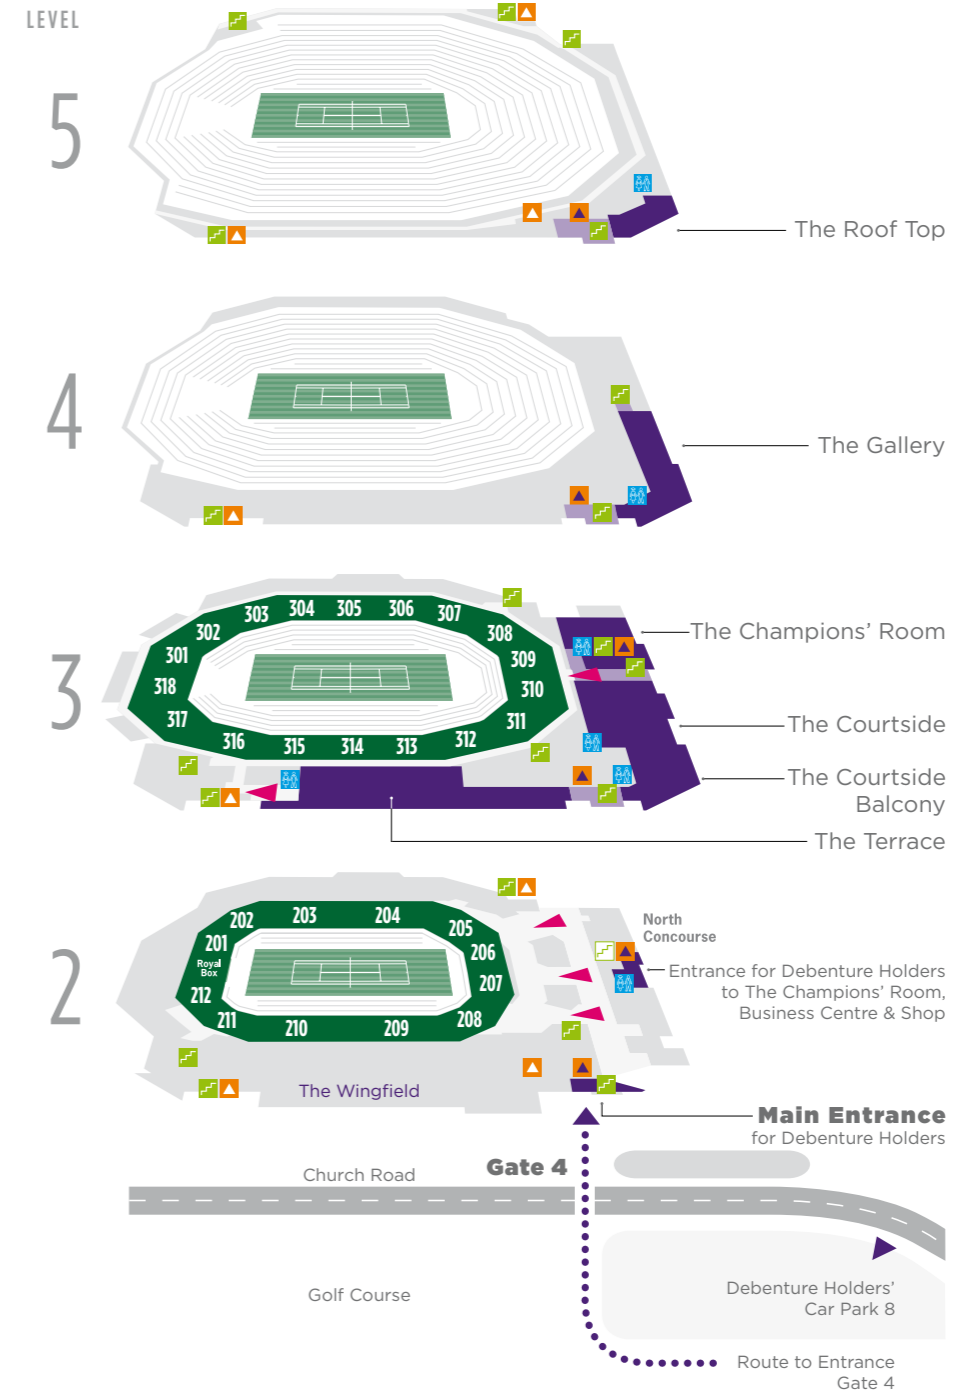 LEVEL
5
The Roof Top
4
The Gallery
3
301
302
303
304
305
306
307
308
309
310
311
312
313
314
315
316
317
318
The Champions’ Room
The Courtside
The Courtside
Balcony
The Terrace
2
201
202
203
204
205
206
207
208
209
210
211
212
Royal
Box
North
Concourse
Entrance for Debenture Holders
to The Champions’ Room,
Business Centre & Shop
The Wingfield
Main Entrance
for Debenture Holders
Gate 4
Church Road
Golf Course
Debenture Holders’
Car Park 8
Route to Entrance
Gate 4